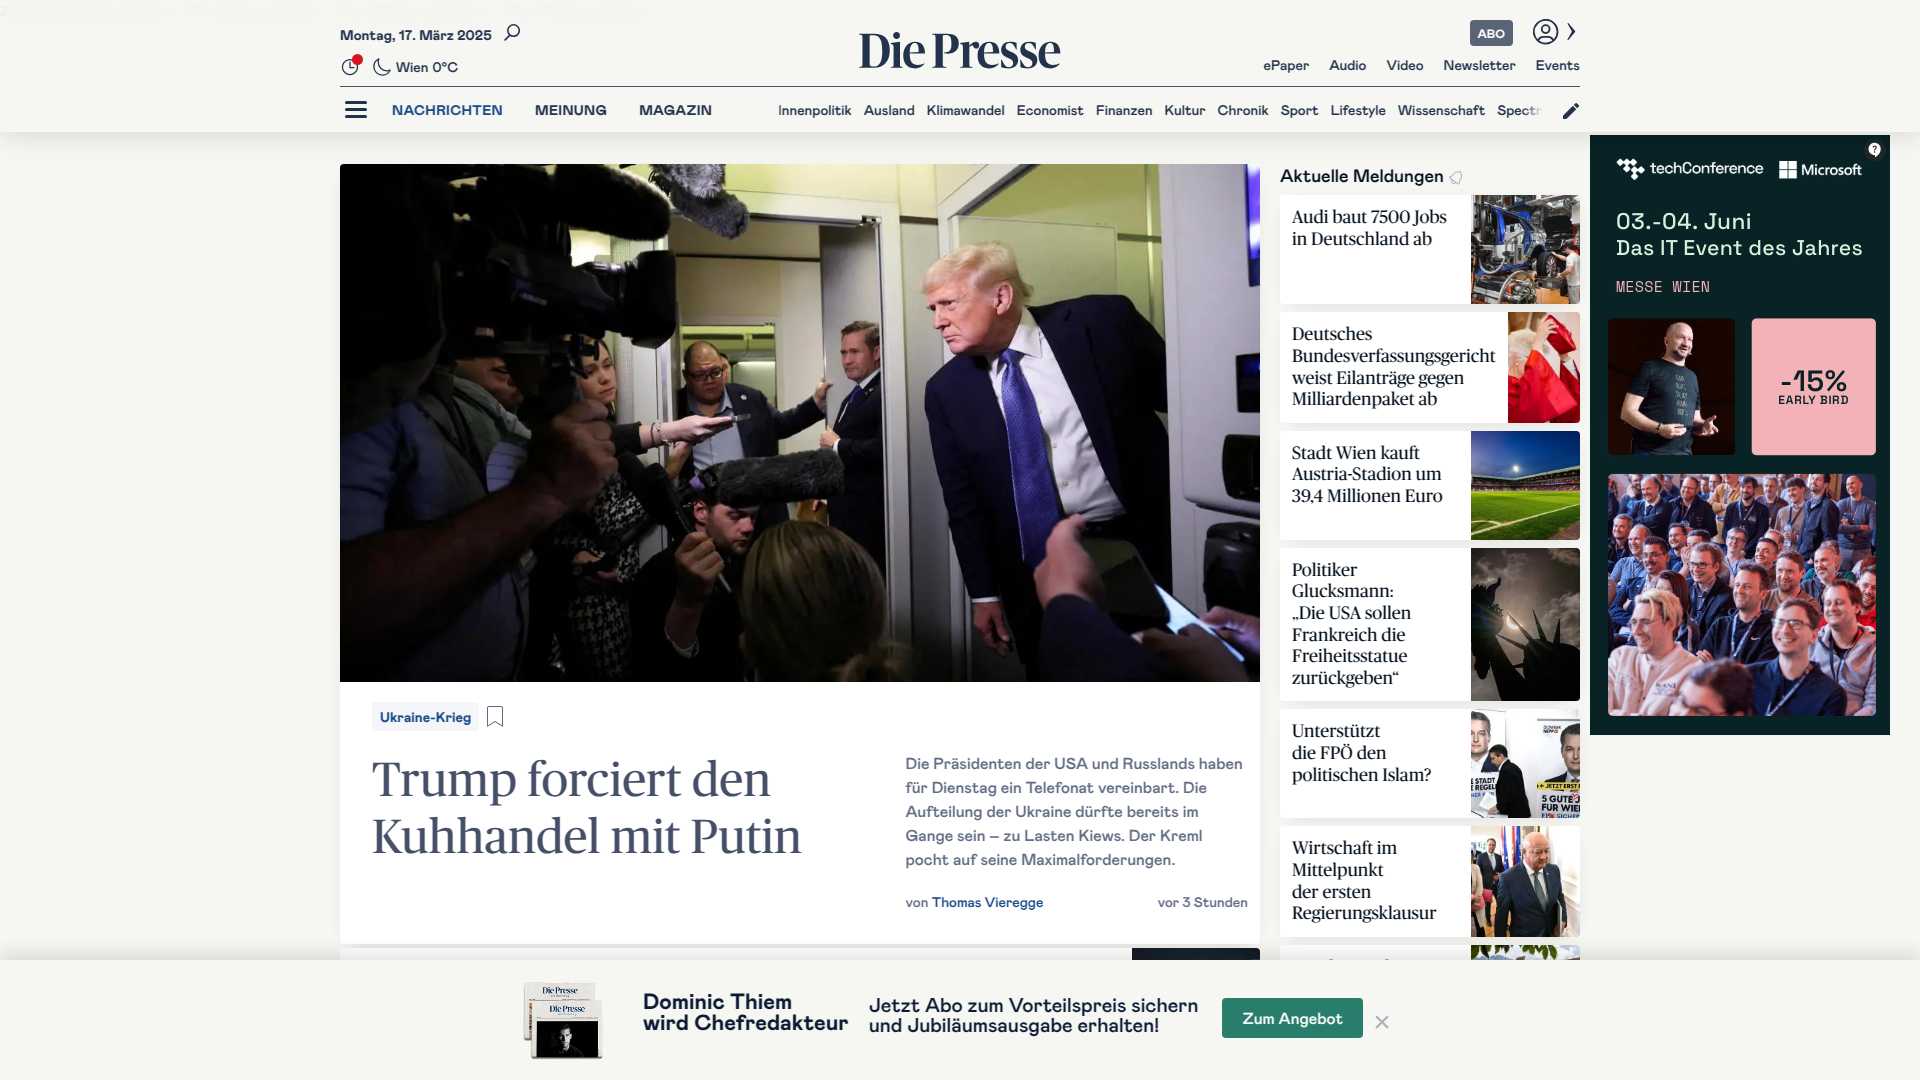 Montag, 17. März 2025
Wien 0°C
Die Presse
ABO
ePaper Audio Video Newsletter Events
NACHRICHTEN MEINUNG MAGAZIN
Innenpolitik Ausland Klimawandel Economist Finanzen Kultur Chronik Sport Lifestyle Wissenschaft
Ukraine-Krieg
Trump forciert den
Kuhhandel mit Putin
Die Präsidenten der USA und Russlands haben
für Dienstag ein Telefonat vereinbart. Die
Aufteilung der Ukraine dürfte bereits im
Gange sein – zu Lasten Kiews. Der Kreml
pocht auf seine Maximalforderungen.
von Thomas Vieregge
vor 3 Stunden
Aktuelle Meldungen
Audi baut 7500 Jobs
in Deutschland ab
Deutsches
Bundesverfassungsgericht
weist Eilanträge gegen
Milliardenpaket ab
Stadt Wien kauft
Austria-Stadion um
39,4 Millionen Euro
Politiker
Glucksmann:
„Die USA sollen
Frankreich die
Freiheitsstatue
zurückgeben“
Unterstützt
die FPÖ den
politischen Islam?
Wirtschaft im
Mittelpunkt
der ersten
Regierungsklausur
techConference Microsoft
03.-04. Juni
Das IT Event des Jahres
MESSE WIEN
-15%
EARLY BIRD
Die Presse
Die Presse
Dominic Thiem
wird Chefredakteur
Jetzt Abo zum Vorteilspreis sichern
und Jubiläumsausgabe erhalten!
Zum Angebot